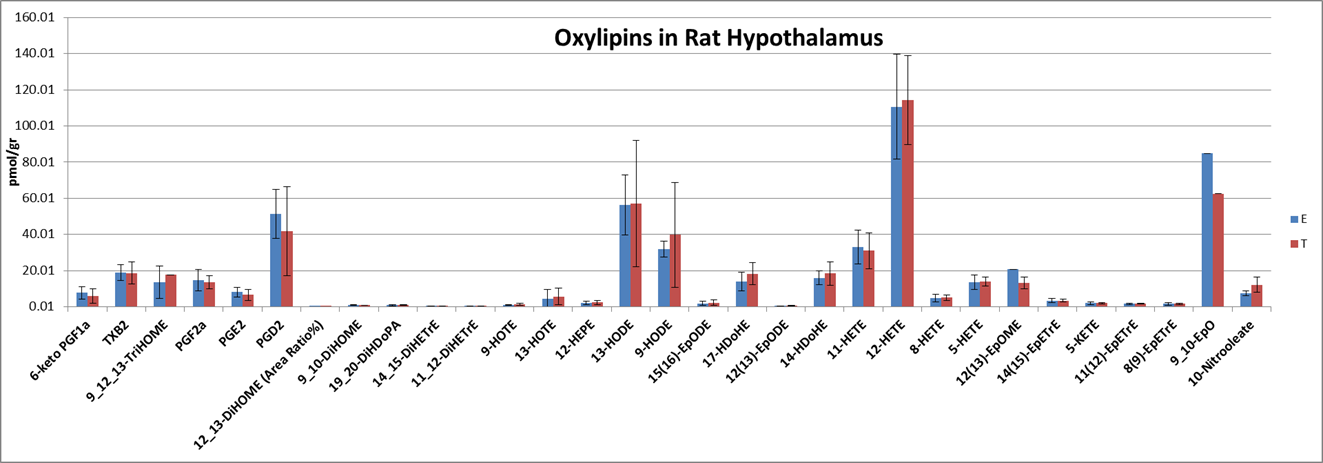 Oxylipins in Rat Hypothalamus
160.01
140.01
120.01
100.01
80.01
60.01
40.01
20.01
0.01
pmol/gr
6-keto PGF1a
TXB2
9_12_13-TriHOME
PGF2a
PGE2
PGD2
12_13-DiHOME (Area Ratio%)
9_10-DiHOME
19_20-DiHDoPA
14_15-DiHETrE
11_12-DiHETrE
9-HOTE
13-HOTE
12-HEPE
13-HODE
9-HODE
15(16)-EpODE
17-HDoHE
12(13)-EpODE
14-HDoHE
11-HETE
12-HETE
8-HETE
5-HETE
12(13)-EpOME
14(15)-EpETrE
5-KETE
11(12)-EpETrE
8(9)-EpETrE
9_10-EpO
10-Nitrooleate
E
T